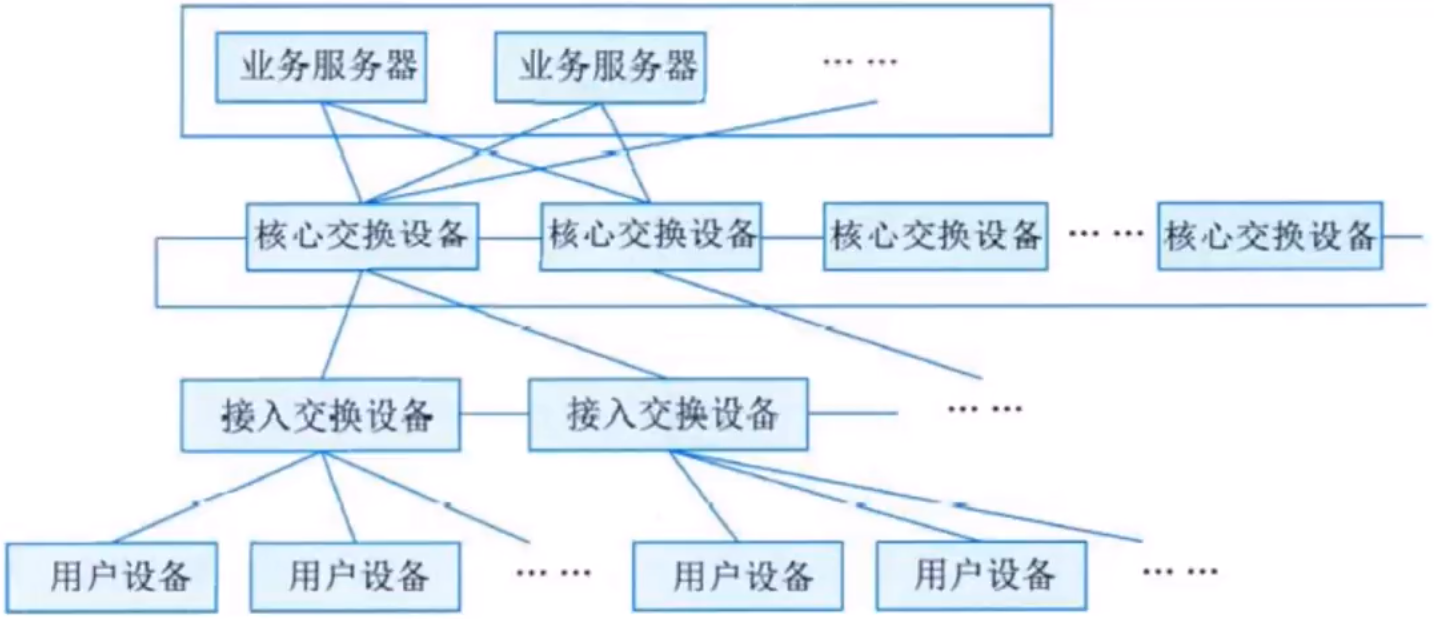 业务服务器 业务服务器 …… 
核心交换设备 核心交换设备 核心交换设备 …… 核心交换设备
接入交换设备 接入交换设备 ……
用户设备 用户设备 …… 用户设备 用户设备 ……